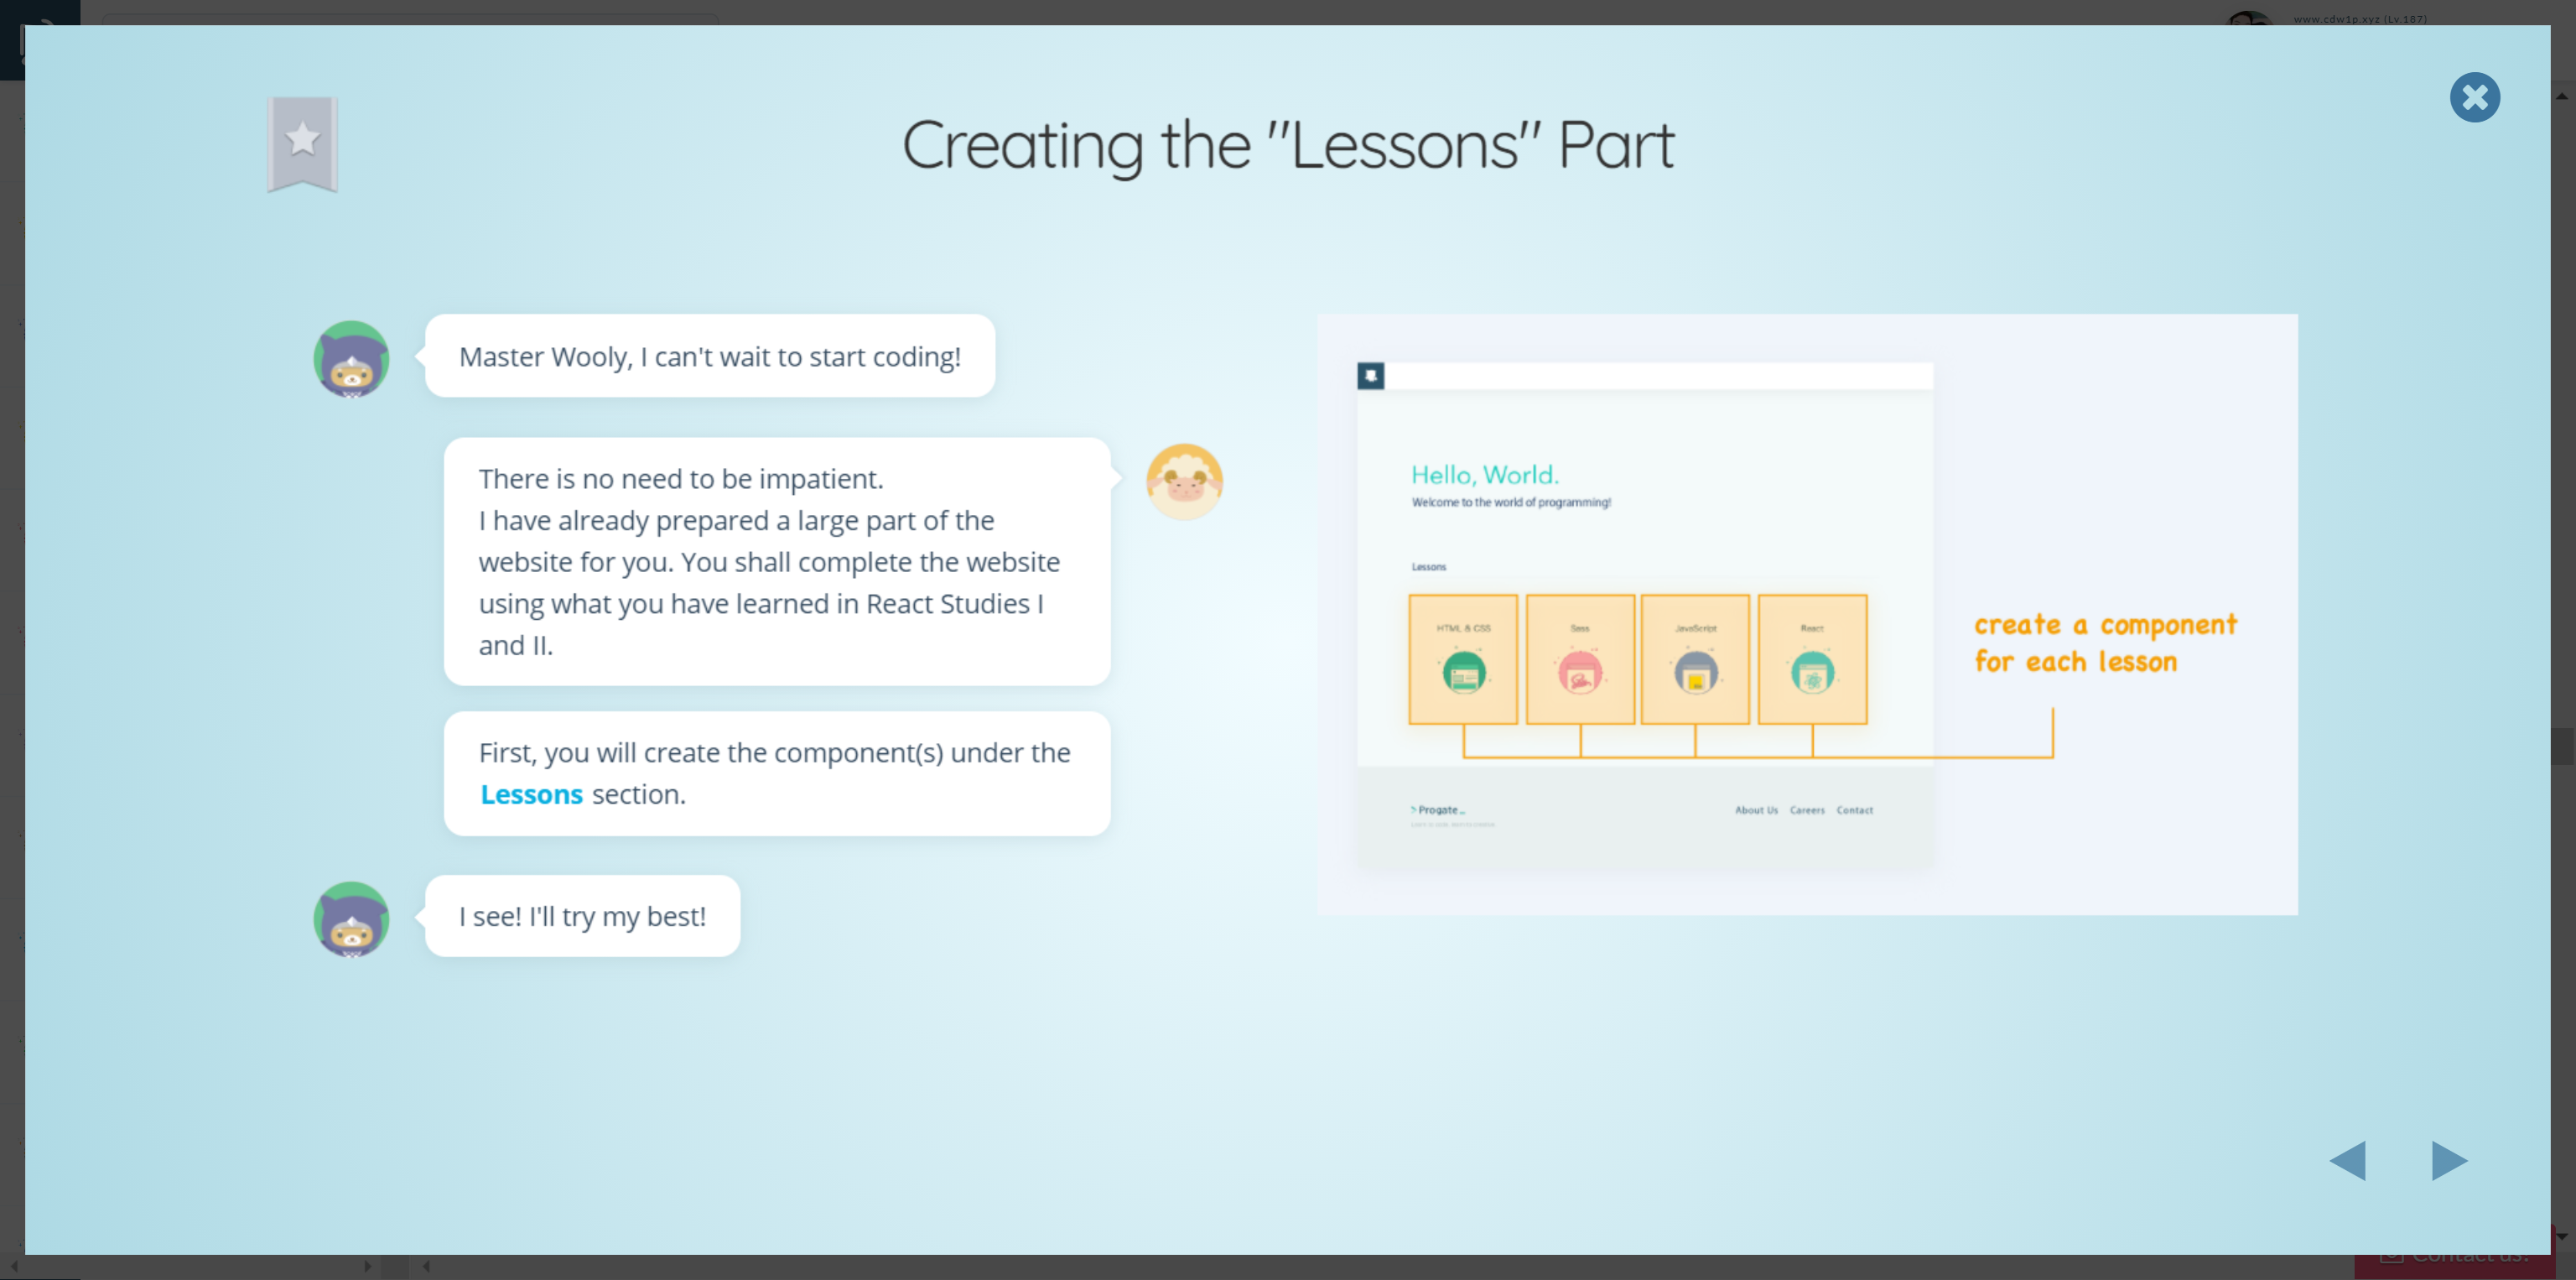 www.cdw1p.xyz (Lv.187)
Creating the "Lessons" Part
Master Wooly, I can't wait to start coding!
There is no need to be impatient.
I have already prepared a large part of the
website for you. You shall complete the website
using what you have learned in React Studies I
and II.
First, you will create the component(s) under the
Lessons section.
I see! I'll try my best!
Hello, World.
Welcome to the world of programming!
Lessons
HTML & CSS
Sass
JavaScript
React
create a component
for each lesson
Progate
About Us Careers Contact
Contact us!